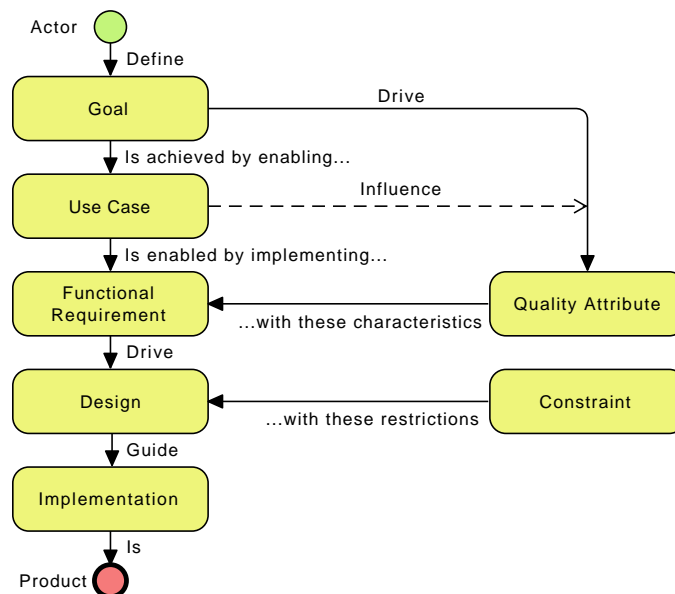 Actor
Define
Goal
Drive
Is achieved by enabling...
Use Case
Influence
Is enabled by implementing...
Functional
Requirement
Quality Attribute
...with these characteristics
Drive
Design
Constraint
...with these restrictions
Guide
Implementation
Is
Product